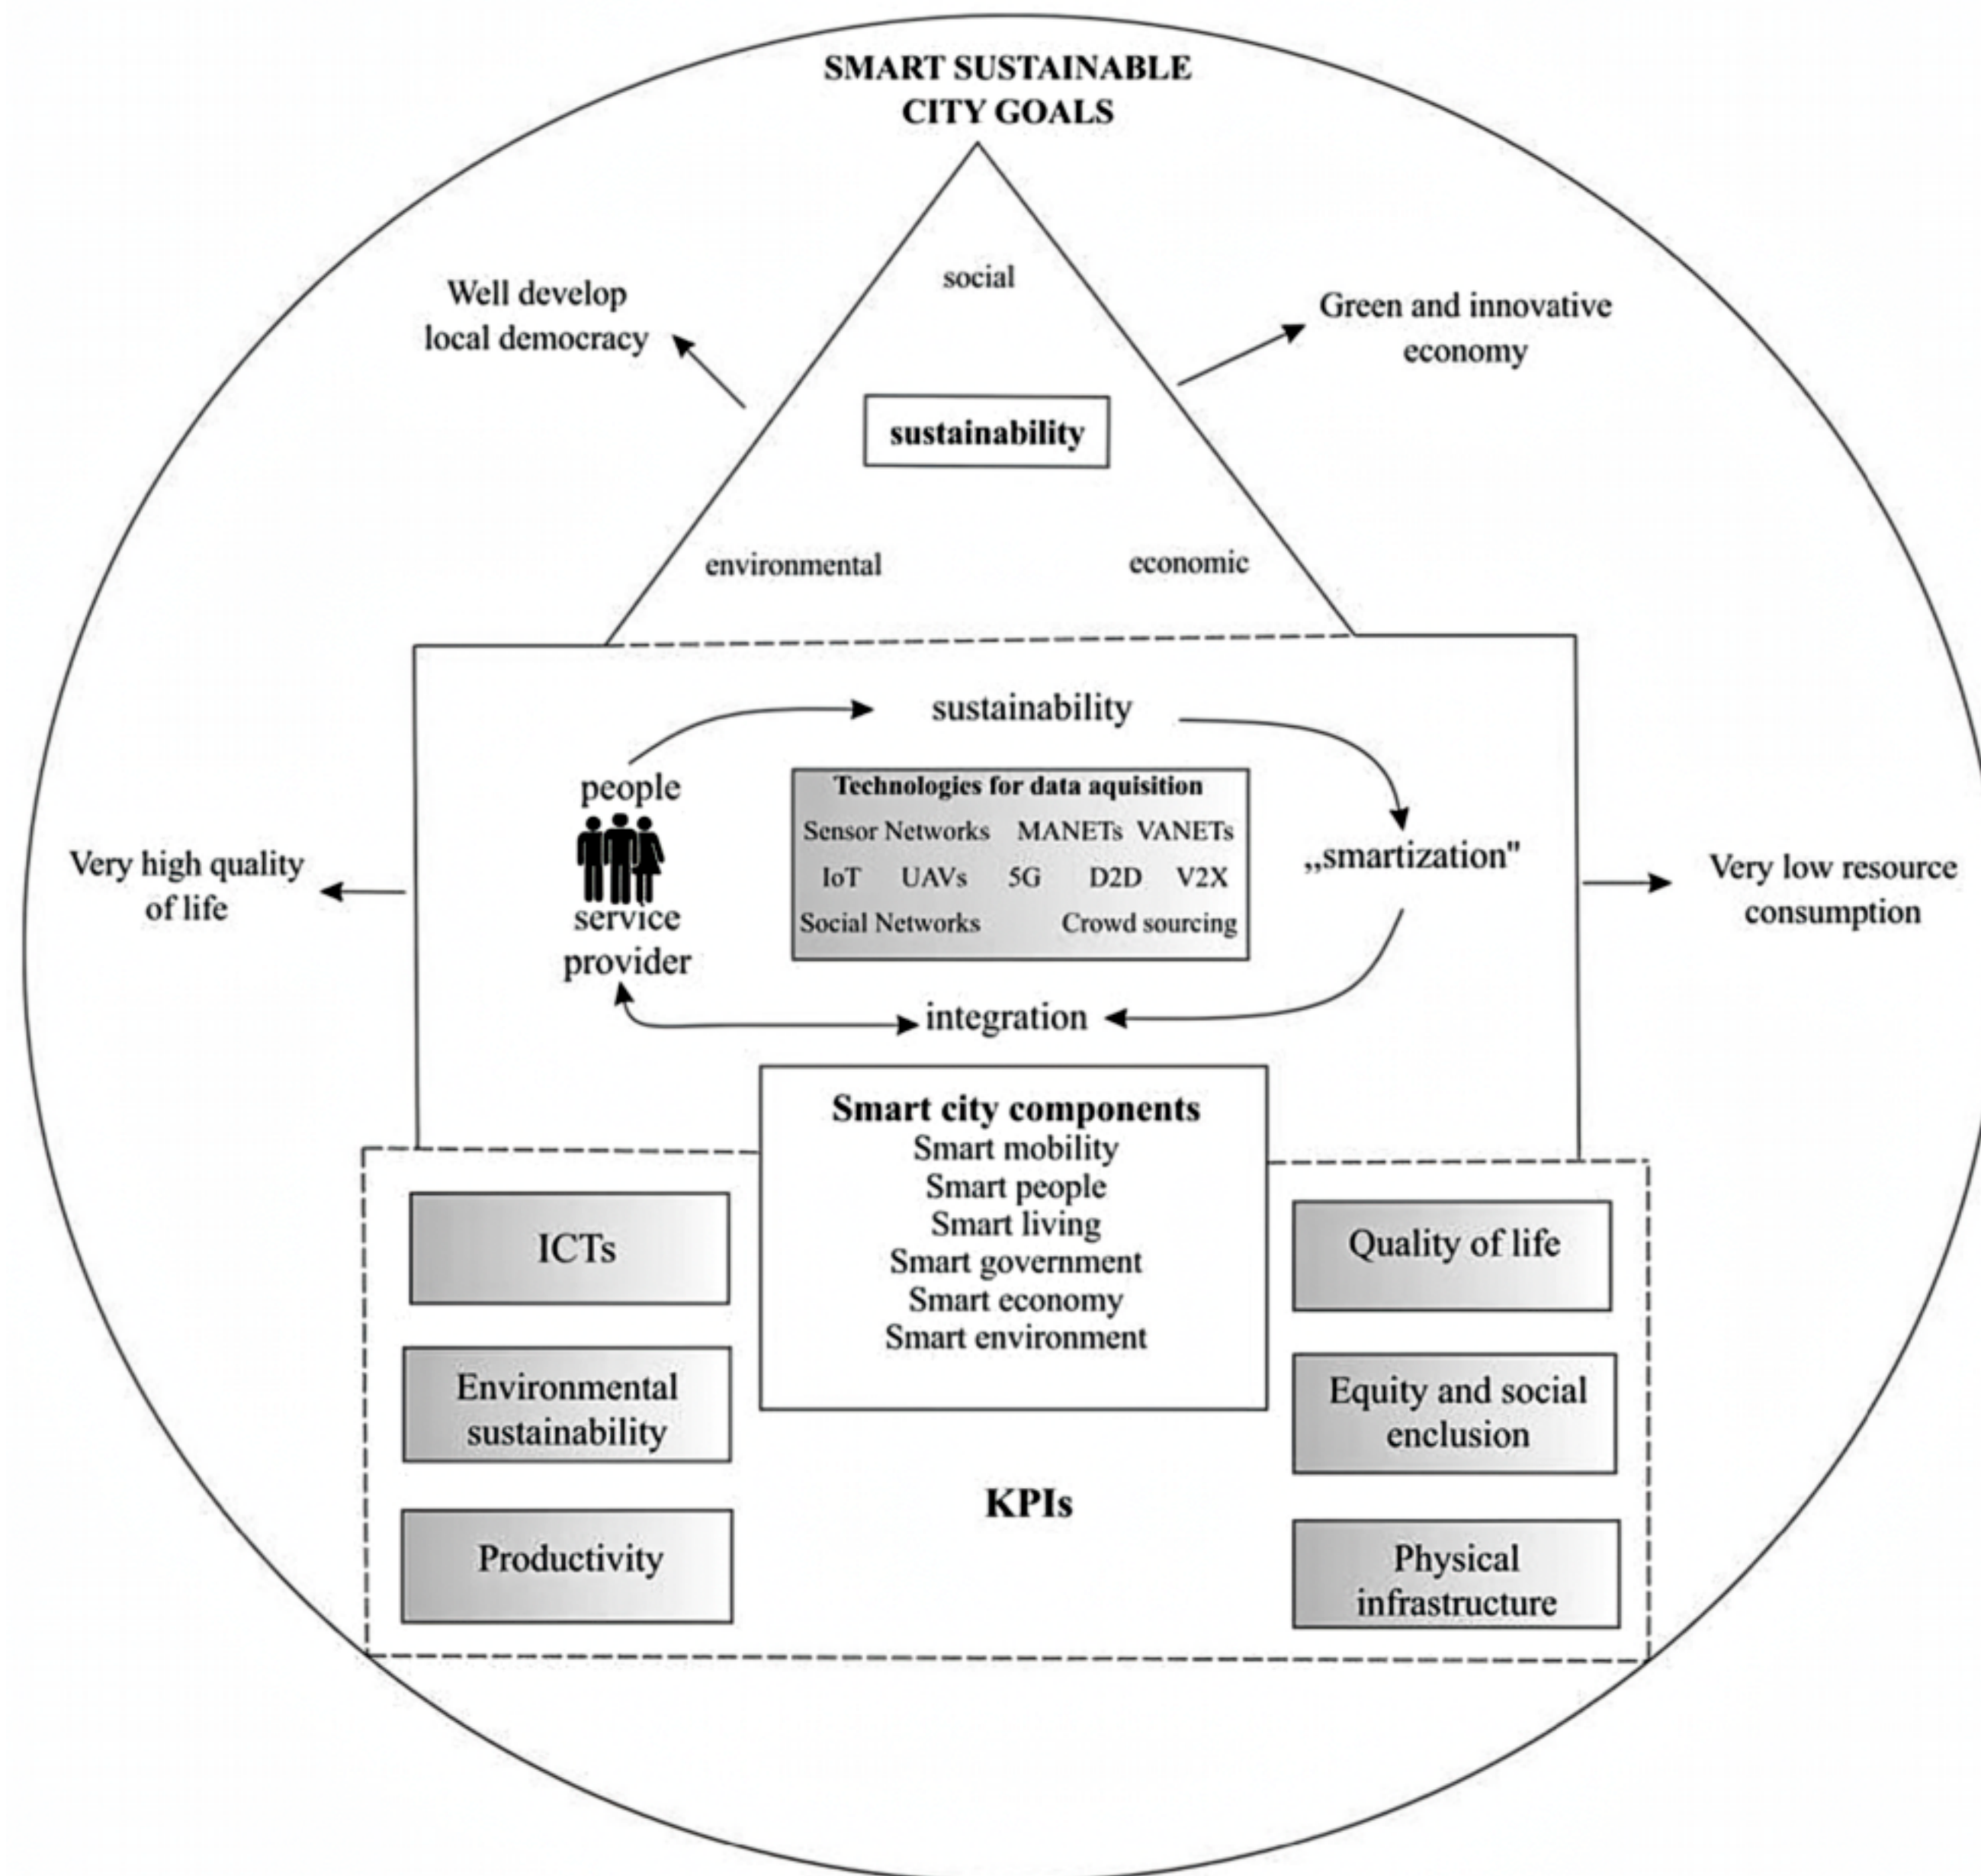 SMART SUSTAINABLE
CITY GOALS
social
Well develop
local democracy
Green and innovative
economy
sustainability
environmental
economic
sustainability
people
Technologies for data aquisition
Sensor Networks MANETs VANETs
IoT UAVs 5G D2D V2X
Social Networks Crowd sourcing
„smartization"
Very high quality
of life
Very low resource
consumption
service
provider
integration
Smart city components
Smart mobility
Smart people
Smart living
Smart government
Smart economy
Smart environment
ICTs
Quality of life
Environmental
sustainability
Equity and social
enclusion
KPIs
Productivity
Physical
infrastructure